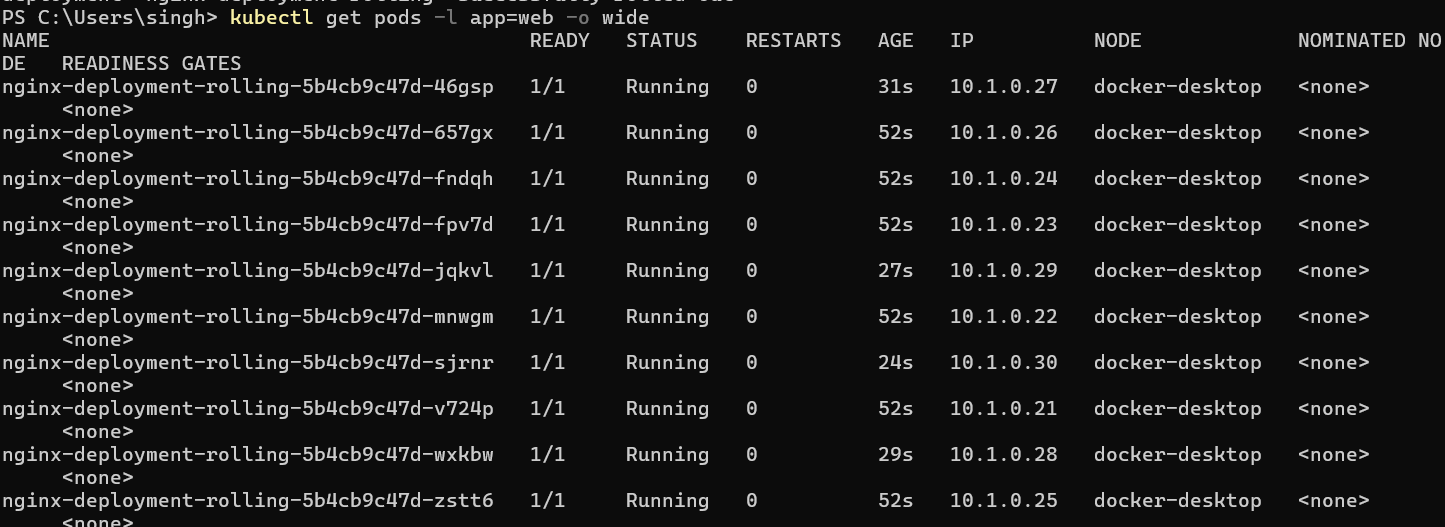 PS C:\Users\singh> kubectl get pods -l app=web -o wide
NAME READY STATUS RESTARTS AGE IP NODE NOMINATED NO
DE READINESS GATES
nginx-deployment-rolling-5b4cb9c47d-46gsp 1/1 Running 0 31s 10.1.0.27 docker-desktop <none>
<none>
nginx-deployment-rolling-5b4cb9c47d-657gx 1/1 Running 0 52s 10.1.0.26 docker-desktop <none>
<none>
nginx-deployment-rolling-5b4cb9c47d-fndqh 1/1 Running 0 52s 10.1.0.24 docker-desktop <none>
<none>
nginx-deployment-rolling-5b4cb9c47d-fpv7d 1/1 Running 0 52s 10.1.0.23 docker-desktop <none>
<none>
nginx-deployment-rolling-5b4cb9c47d-jqkvl 1/1 Running 0 27s 10.1.0.29 docker-desktop <none>
<none>
nginx-deployment-rolling-5b4cb9c47d-mnwgm 1/1 Running 0 52s 10.1.0.22 docker-desktop <none>
<none>
nginx-deployment-rolling-5b4cb9c47d-sjrnr 1/1 Running 0 24s 10.1.0.30 docker-desktop <none>
<none>
nginx-deployment-rolling-5b4cb9c47d-v724p 1/1 Running 0 52s 10.1.0.21 docker-desktop <none>
<none>
nginx-deployment-rolling-5b4cb9c47d-wxkbw 1/1 Running 0 29s 10.1.0.28 docker-desktop <none>
<none>
nginx-deployment-rolling-5b4cb9c47d-zstt6 1/1 Running 0 52s 10.1.0.25 docker-desktop <none>
<none>